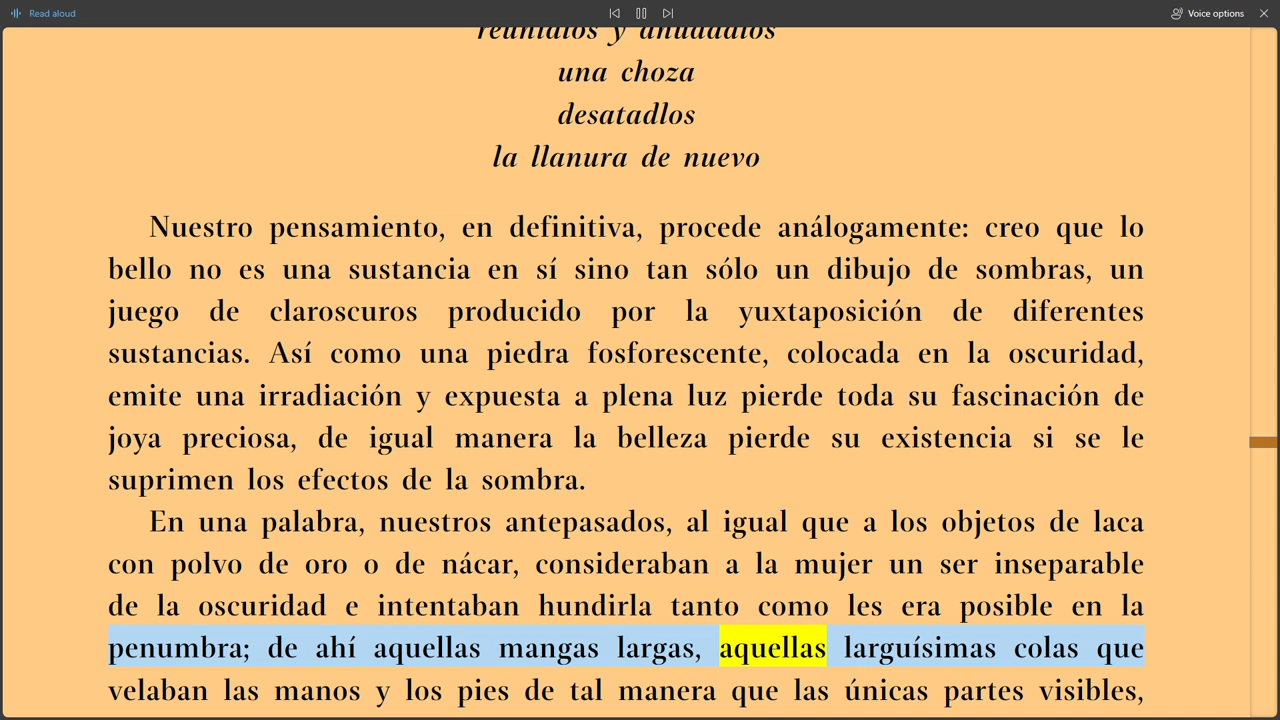 Read aloud
Voice options
reunidlos y anudadlos
una choza
desatadlos
la llanura de nuevo
Nuestro pensamiento, en definitiva, procede análogamente: creo que lo
bello no es una sustancia en sí sino tan sólo un dibujo de sombras, un
juego de claroscuros producido por la yuxtaposición de diferentes
sustancias. Así como una piedra fosforescente, colocada en la oscuridad,
emite una irradiación y expuesta a plena luz pierde toda su fascinación de
joya preciosa, de igual manera la belleza pierde su existencia si se le
suprimen los efectos de la sombra.
En una palabra, nuestros antepasados, al igual que a los objetos de laca
con polvo de oro o de nácar, consideraban a la mujer un ser inseparable
de la oscuridad e intentaban hundirla tanto como les era posible en la
penumbra; de ahí aquellas mangas largas, aquellas larguísimas colas que
velaban las manos y los pies de tal manera que las únicas partes visibles,